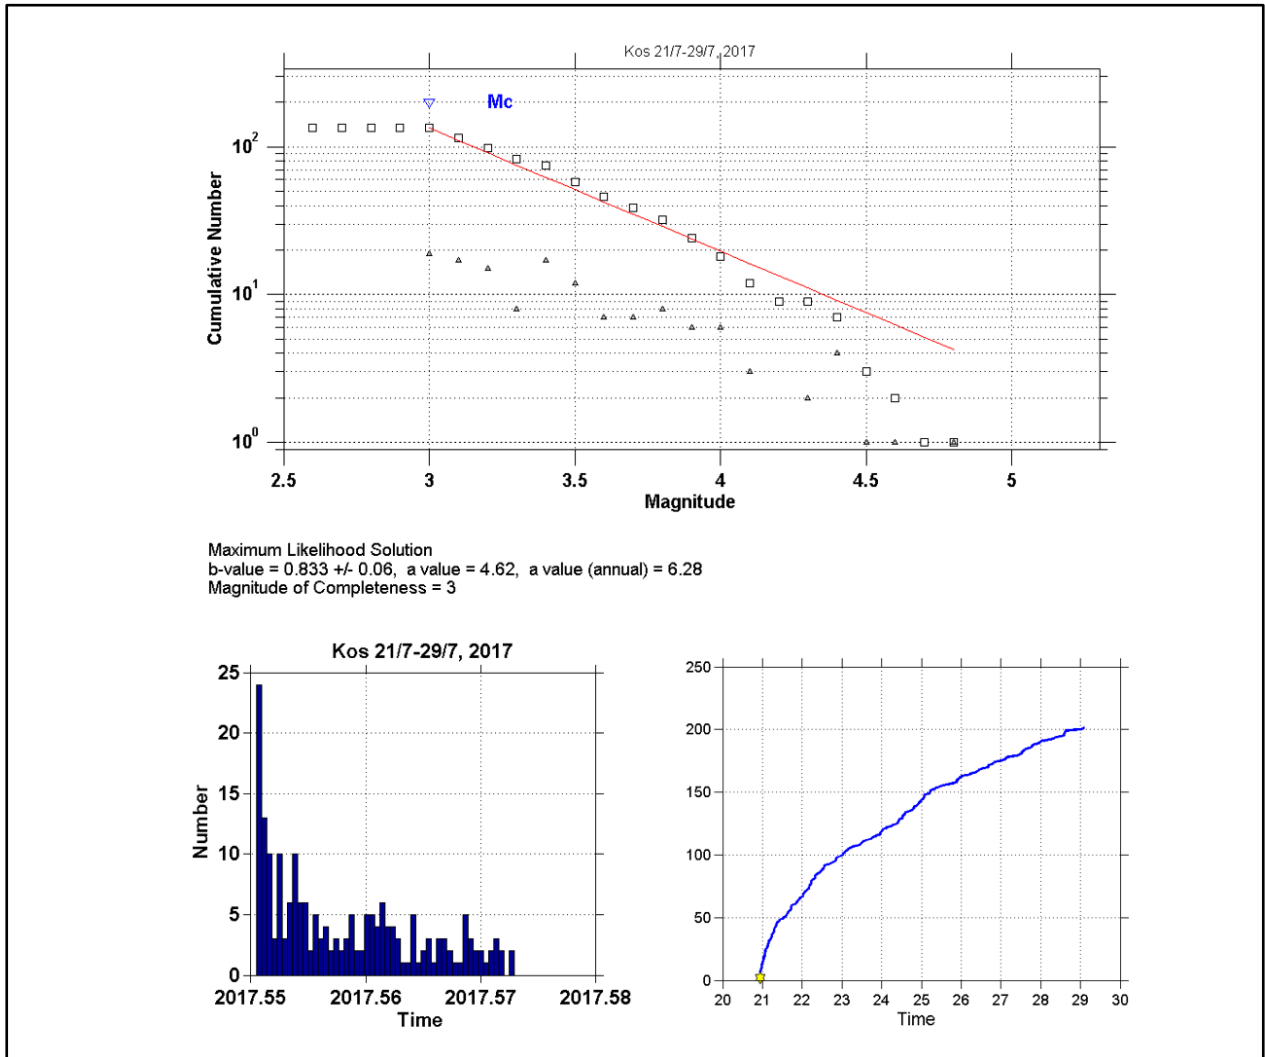 Kos 21/7-29/7, 2017
Mc
10^2
10^1
10^0
Cumulative Number
2.5 3 3.5 4 4.5 5
Magnitude
Maximum Likelihood Solution
b-value = 0.833 +/- 0.06, a value = 4.62, a value (annual) = 6.28
Magnitude of Completeness = 3
Kos 21/7-29/7, 2017
25
20
15
10
5
0
Number
2017.55 2017.56 2017.57 2017.58
Time
250
200
150
100
50
0
20 21 22 23 24 25 26 27 28 29 30
Time